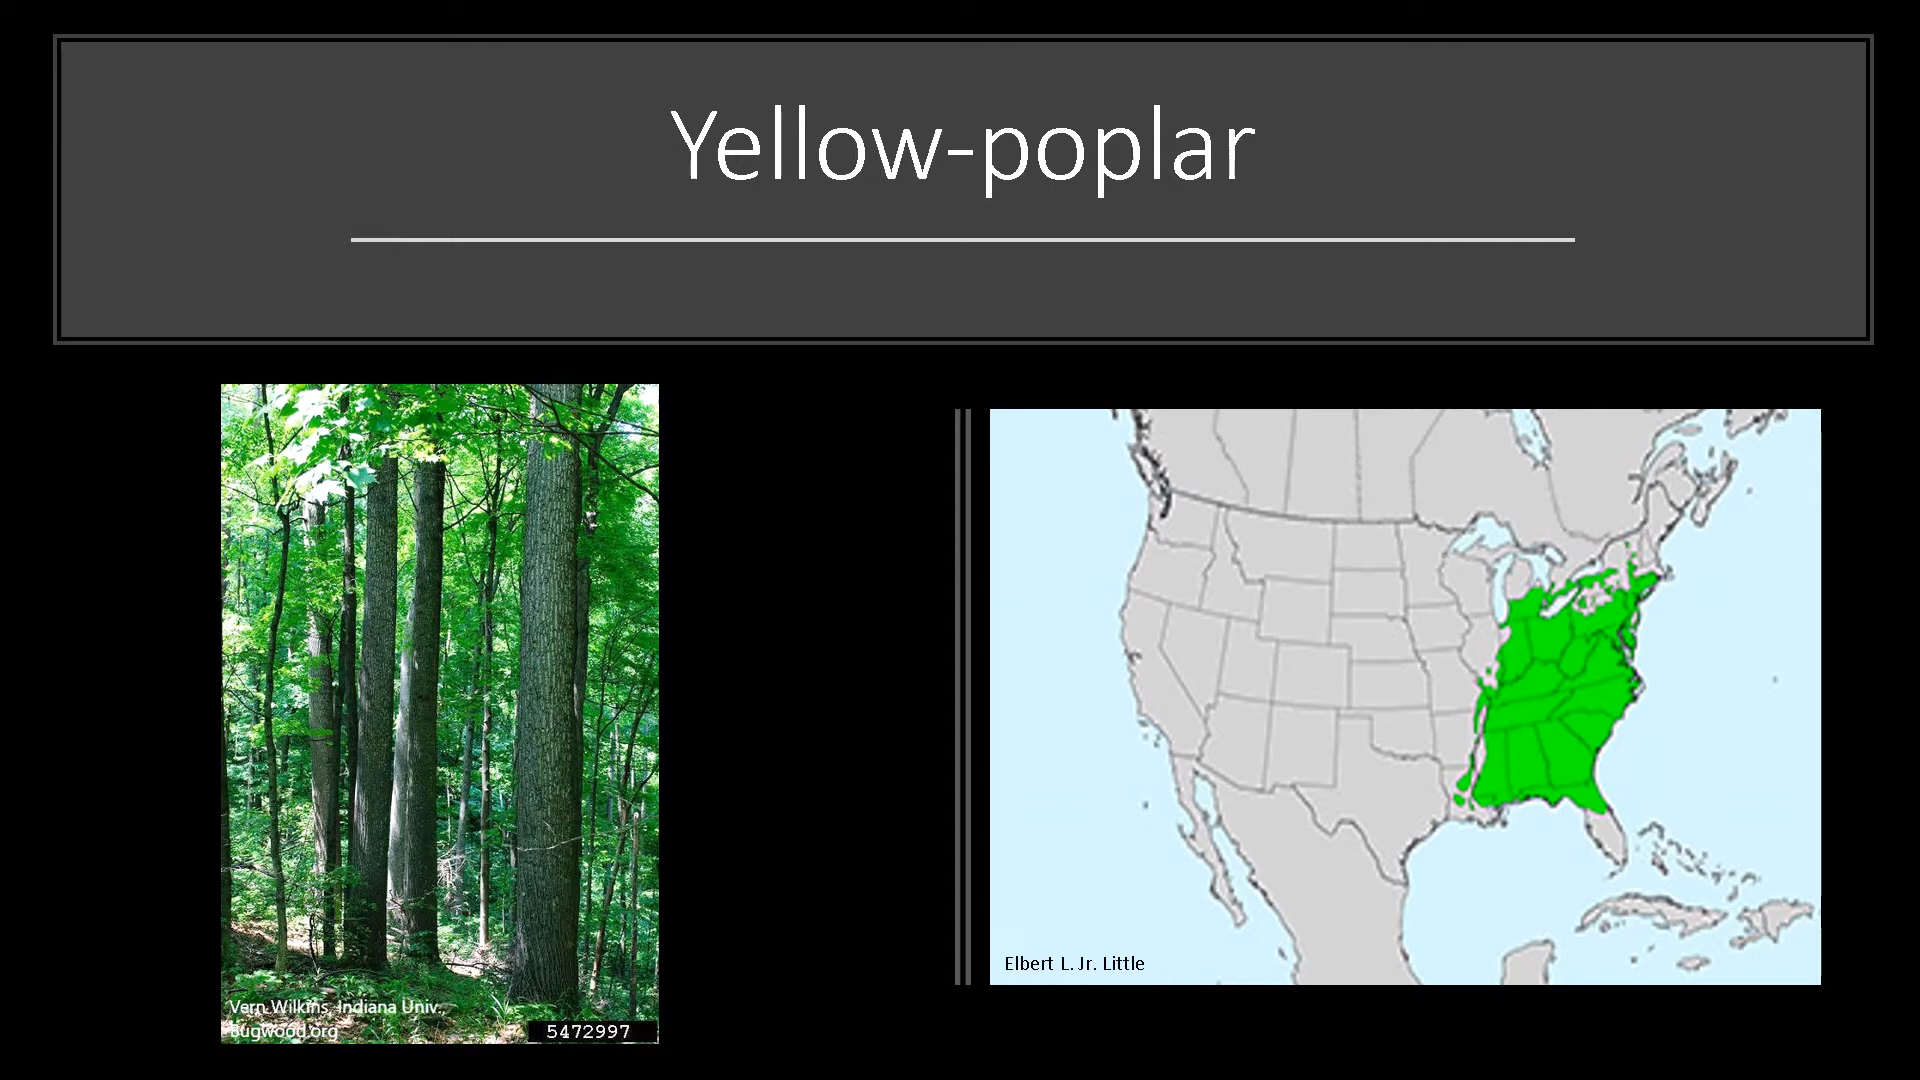 Yellow-poplar
Vern Wilkins, Indiana Univ.,
Bugwood.org
5472997
Elbert L. Jr. Little